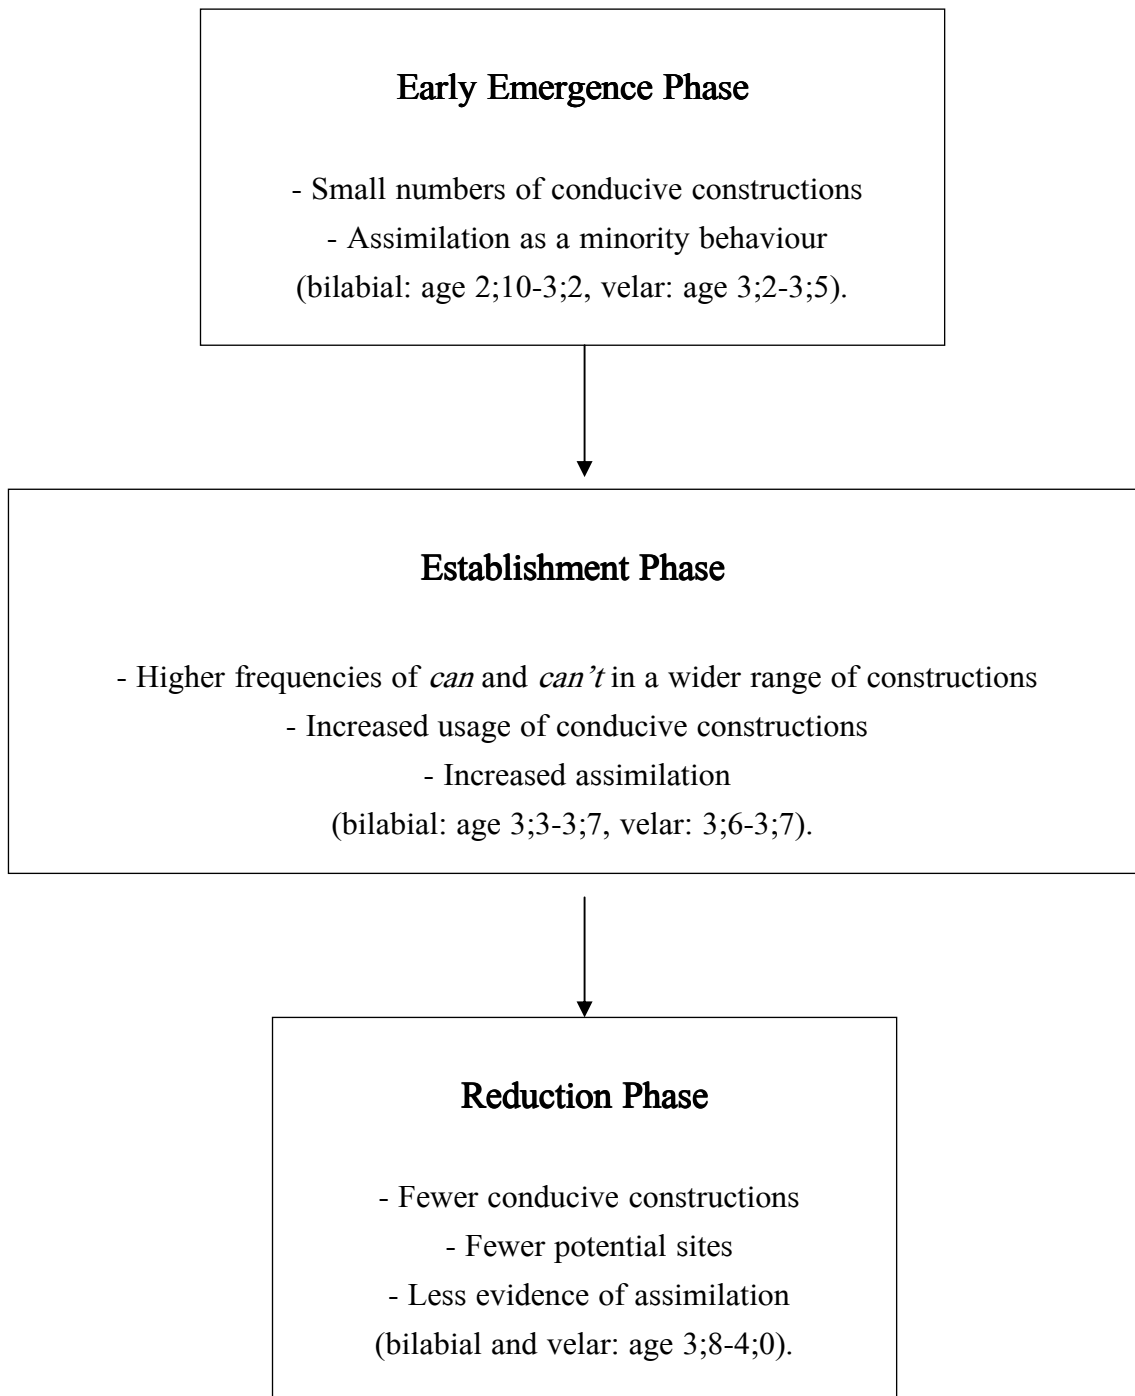 Early Emergence Phase
- Small numbers of conducive constructions
- Assimilation as a minority behaviour
(bilabial: age 2;10-3;2, velar: age 3;2-3;5).
Establishment Phase
- Higher frequencies of can and can't in a wider range of constructions
- Increased usage of conducive constructions
- Increased assimilation
(bilabial: age 3;3-3;7, velar: 3;6-3;7).
Reduction Phase
- Fewer conducive constructions
- Fewer potential sites
- Less evidence of assimilation
(bilabial and velar: age 3;8-4;0).